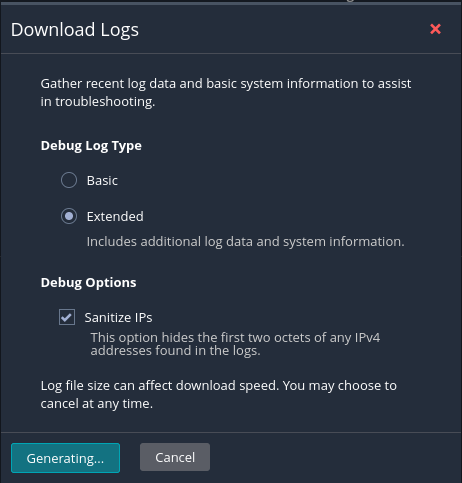 Download Logs
Gather recent log data and basic system information to assist
in troubleshooting.
Debug Log Type
Basic
Extended
Includes additional log data and system information.
Debug Options
Sanitize IPs
This option hides the first two octets of any IPv4
addresses found in the logs.
Log file size can affect download speed. You may choose to
cancel at any time.
Generating...
Cancel